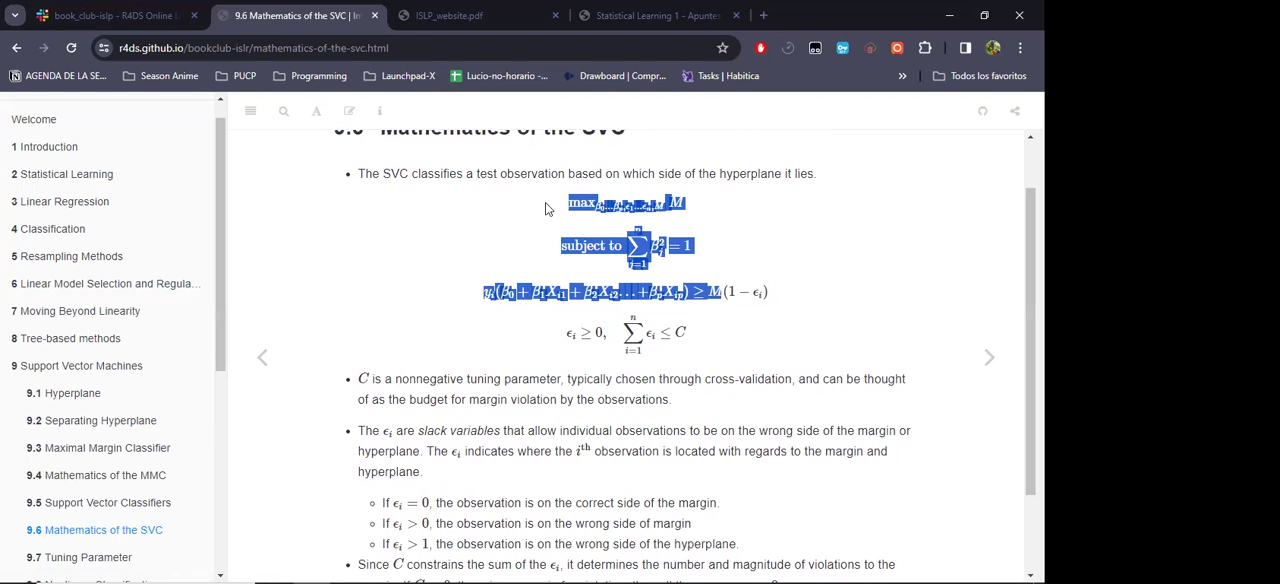 book_club-islp - R4DS Online L
9.6 Mathematics of the SVC | In
ISLP_website.pdf
Statistical Learning 1 - Apuntes
r4ds.github.io/bookclub-islr/mathematics-of-the-svc.html
AGENDA DE LA SE... Season Anime PUCP Programming Launchpad-X Lucio-no-horario -... Drawboard | Compr... Tasks | Habitica » Todos los favoritos
Welcome
1 Introduction
2 Statistical Learning
3 Linear Regression
4 Classification
5 Resampling Methods
6 Linear Model Selection and Regula...
7 Moving Beyond Linearity
8 Tree-based methods
9 Support Vector Machines
9.1 Hyperplane
9.2 Separating Hyperplane
9.3 Maximal Margin Classifier
9.4 Mathematics of the MMC
9.5 Support Vector Classifiers
9.6 Mathematics of the SVC
9.7 Tuning Parameter
9.6 Mathematics of the SVC
• The SVC classifies a test observation based on which side of the hyperplane it lies.
max M
subject to ∑ β = 1
yᵢ(β₀ + β₁Xᵢ₁ + β₂Xᵢ₂ … + βₚXᵢₚ) ≥ M(1 − ϵᵢ)
ϵᵢ ≥ 0, ∑ⁿᵢ₌₁ ϵᵢ ≤ C
• C is a nonnegative tuning parameter, typically chosen through cross-validation, and can be thought
of as the budget for margin violation by the observations.
• The ϵᵢ are slack variables that allow individual observations to be on the wrong side of the margin or
hyperplane. The ϵᵢ indicates where the iᵗʰ observation is located with regards to the margin and
hyperplane.
◦ If ϵᵢ = 0, the observation is on the correct side of the margin.
◦ If ϵᵢ > 0, the observation is on the wrong side of margin
◦ If ϵᵢ > 1, the observation is on the wrong side of the hyperplane.
• Since C constrains the sum of the ϵᵢ, it determines the number and magnitude of violations to the